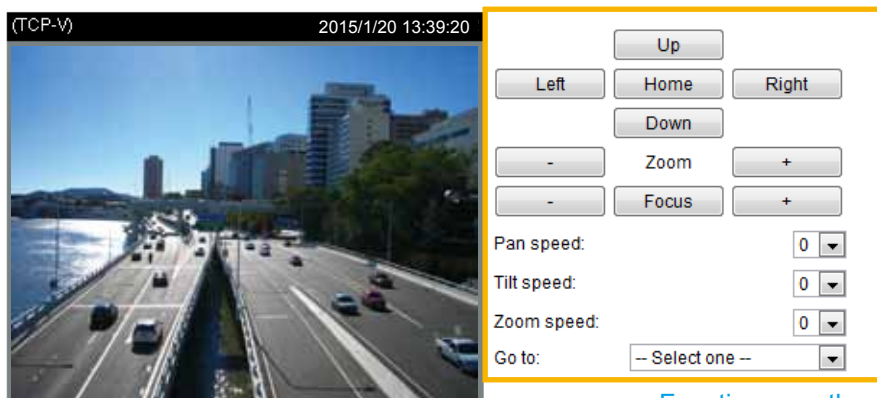 (TCP-V) 2015/1/20 13:39:20
Up
Left Home Right
Down
- Zoom +
- Focus +
Pan speed: 0
Tilt speed: 0
Zoom speed: 0
Go to: -- Select one --